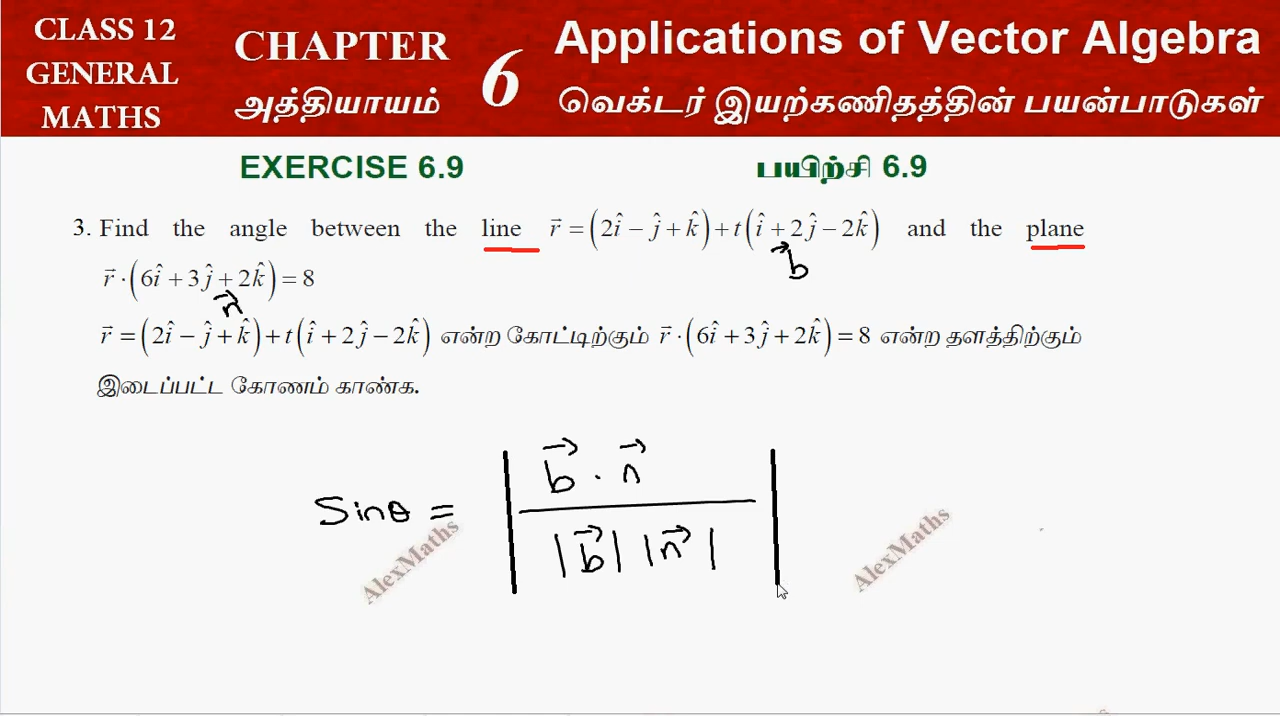 CLASS 12
GENERAL
MATHS
CHAPTER
அத்தியாயம்
6
Applications of Vector Algebra
வெக்டர் இயற்கணிதத்தின் பயன்பாடுகள்
EXERCISE 6.9
பயிற்சி 6.9
3. Find the angle between the line r⃗ = (2î − ĵ + k̂) + t(î + 2ĵ − 2k̂) and the plane
b⃗
r⃗ · (6î + 3ĵ + 2k̂) = 8
n⃗
r⃗ = (2î − ĵ + k̂) + t(î + 2ĵ − 2k̂) என்ற கோட்டிற்கும் r⃗ · (6î + 3ĵ + 2k̂) = 8 என்ற தளத்திற்கும்
இடைப்பட்ட கோணம் காண்க.
b⃗ · n⃗
Sinθ =
|b⃗| |n⃗|
AlexMaths
AlexMaths